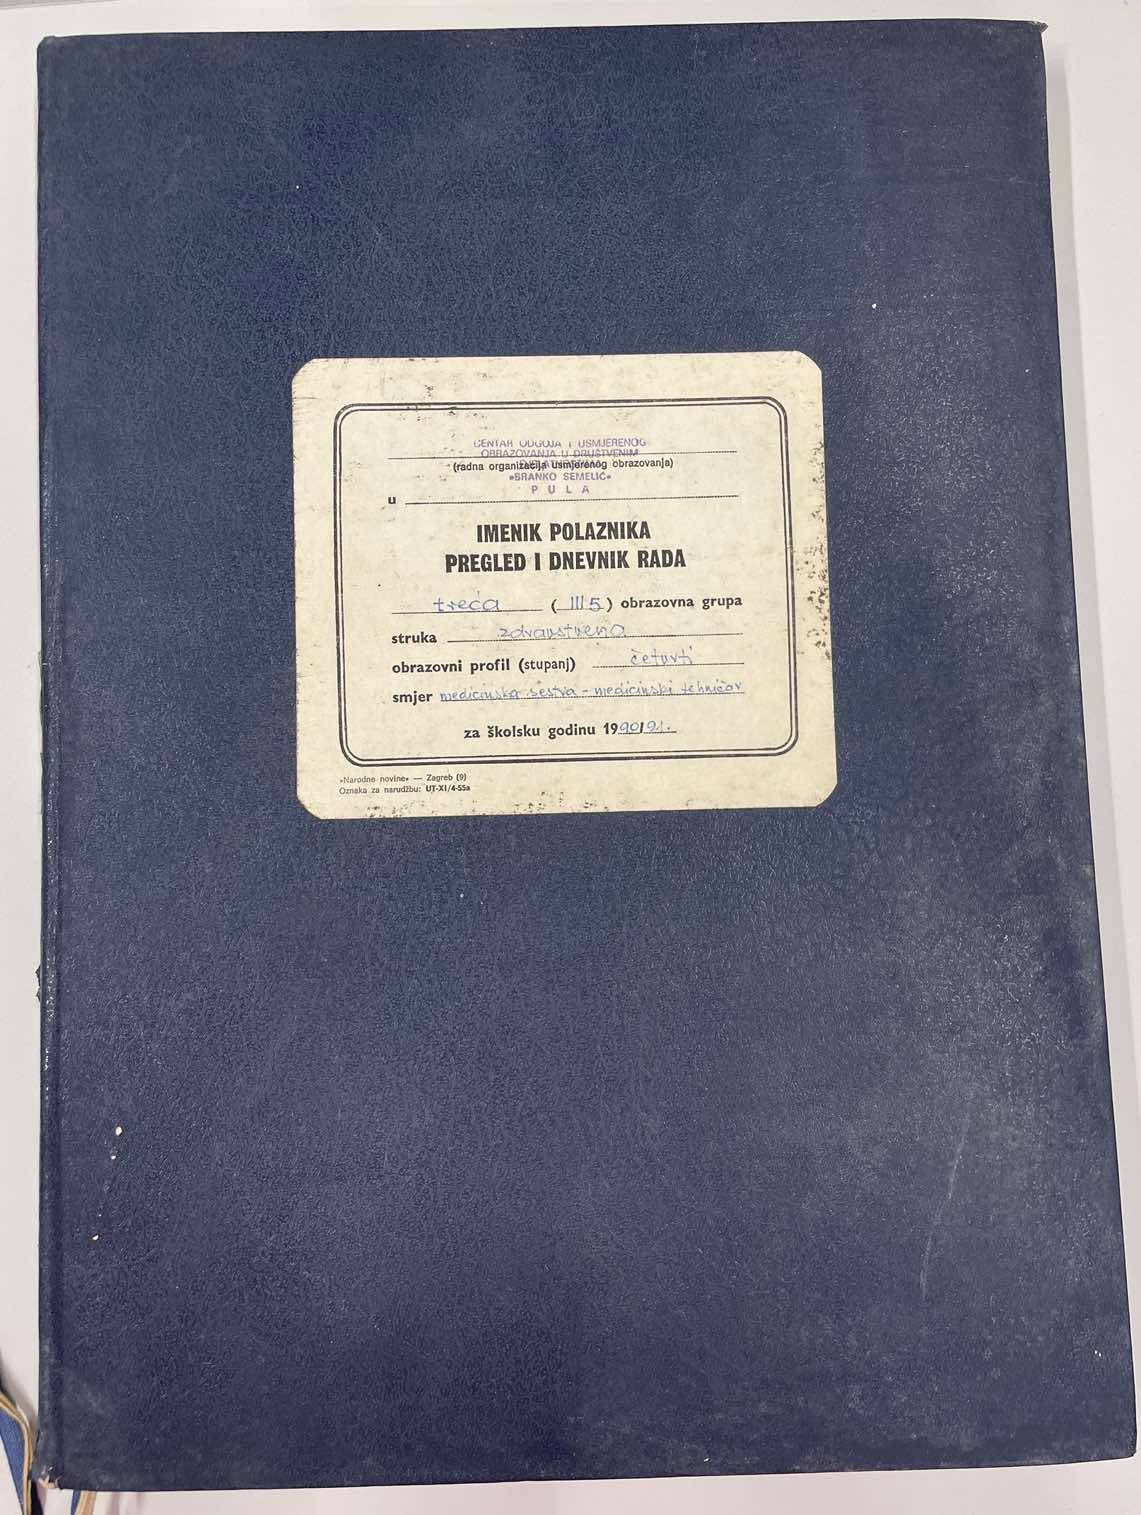 CENTAR ODGOJA I USMJERENOG
OBRAZOVANJA U DRUŠTVENIM
(radna organizacija usmjerenog obrazovanja)
»BRANKO SEMELIĆ«
PULA
u
IMENIK POLAZNIKA
PREGLED I DNEVNIK RADA
treća (III5) obrazovna grupa
struka zdravstvena
obrazovni profil (stupanj) četvrti
smjer medicinska sestra - medicinski tehničar
za školsku godinu 1990/91.
»Narodne novine« — Zagreb (9)
Oznaka za narudžbu: UT-XI/4-55a